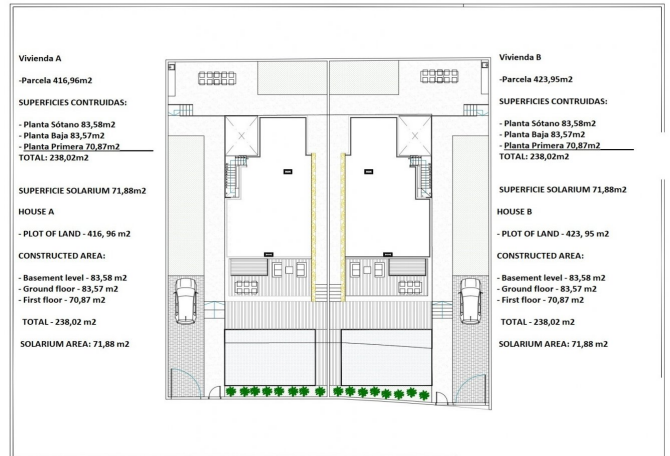 Vivienda A
-Parcela 416,96m2
SUPERFICIES CONTRUIDAS:
- Planta Sótano 83,58m2
- Planta Baja 83,57m2
- Planta Primera 70,87m2
TOTAL: 238,02m2
SUPERFICIE SOLARIUM 71,88m2
HOUSE A
- PLOT OF LAND - 416, 96 m2
CONSTRUCTED AREA:
- Basement level - 83,58 m2
- Ground floor - 83,57 m2
- First floor - 70,87 m2
TOTAL - 238,02 m2
SOLARIUM AREA: 71,88 m2
Vivienda B
-Parcela 423,95m2
SUPERFICIES CONTRUIDAS:
- Planta Sótano 83,58m2
- Planta Baja 83,57m2
- Planta Primera 70,87m2
TOTAL: 238,02m2
SUPERFICIE SOLARIUM 71,88m2
HOUSE B
- PLOT OF LAND - 423, 95 m2
CONSTRUCTED AREA:
- Basement level - 83,58 m2
- Ground floor - 83,57 m2
- First floor - 70,87 m2
TOTAL - 238,02 m2
SOLARIUM AREA: 71,88 m2